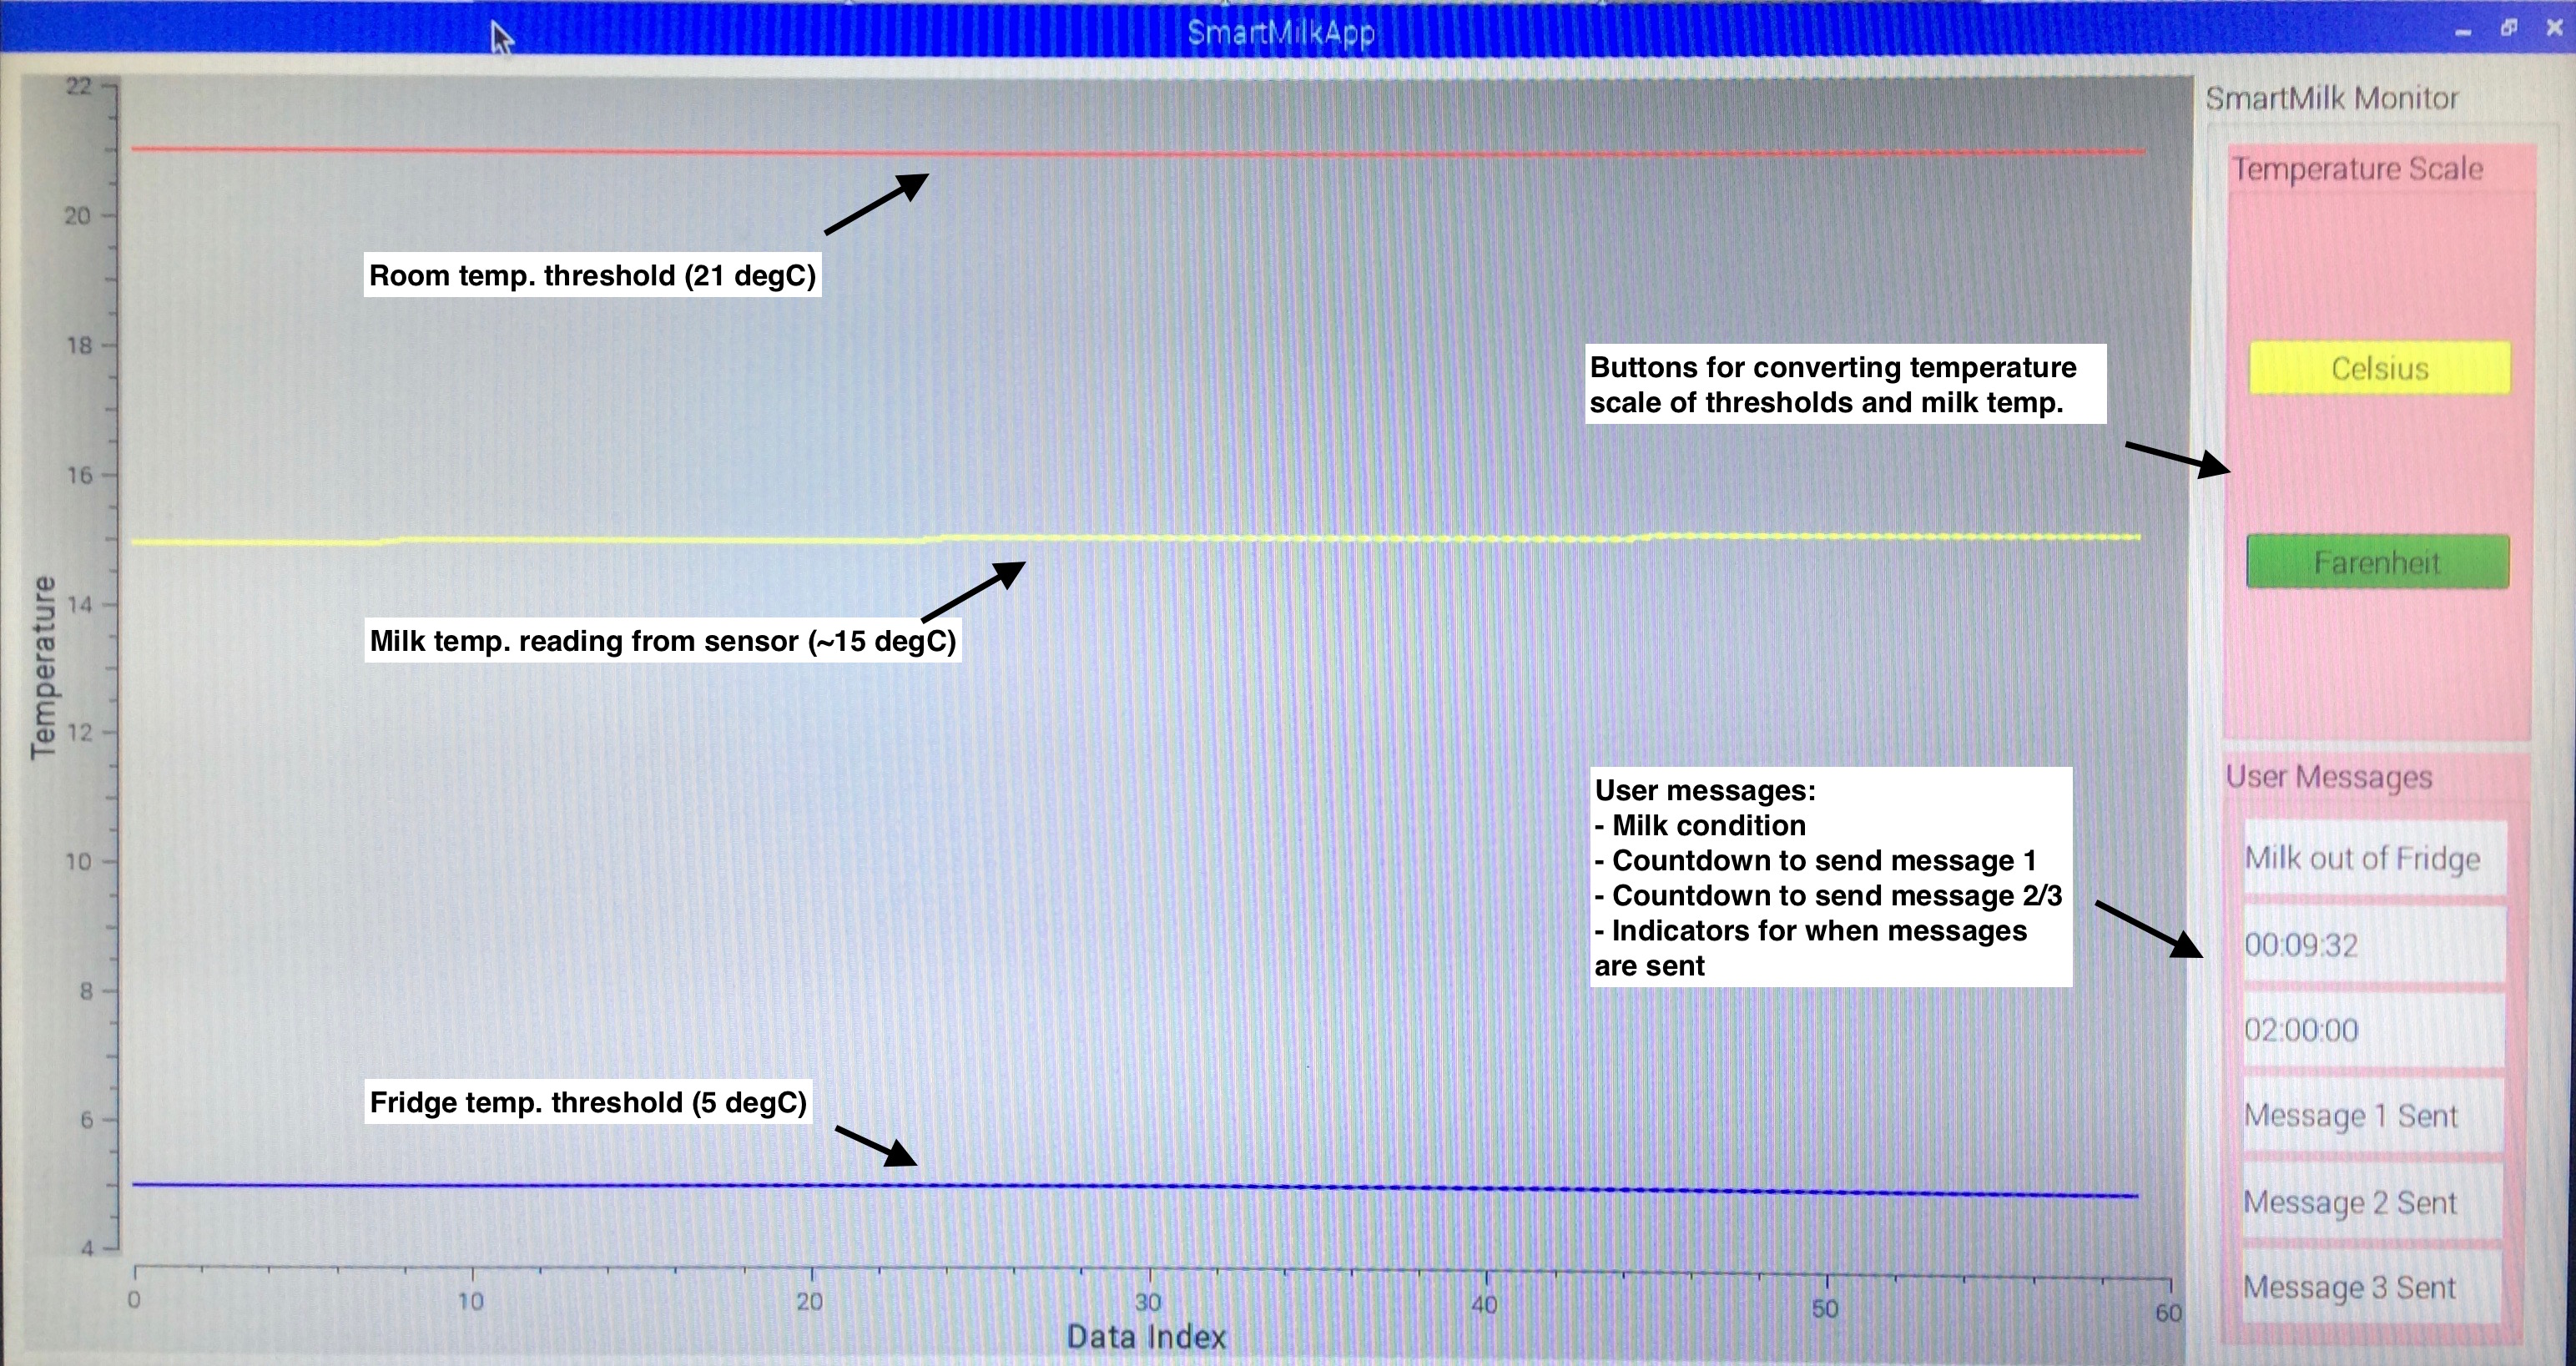 SmartMilkApp
22
20
18
16
14
12
10
8
6
4
Temperature
Room temp. threshold (21 degC)
Milk temp. reading from sensor (~15 degC)
Fridge temp. threshold (5 degC)
Buttons for converting temperature
scale of thresholds and milk temp.
User messages:
- Milk condition
- Countdown to send message 1
- Countdown to send message 2/3
- Indicators for when messages
are sent
0 10 20 30 40 50 60
Data Index
SmartMilk Monitor
Temperature Scale
Celsius
Farenheit
User Messages
Milk out of Fridge
00:09:32
02:00:00
Message 1 Sent
Message 2 Sent
Message 3 Sent